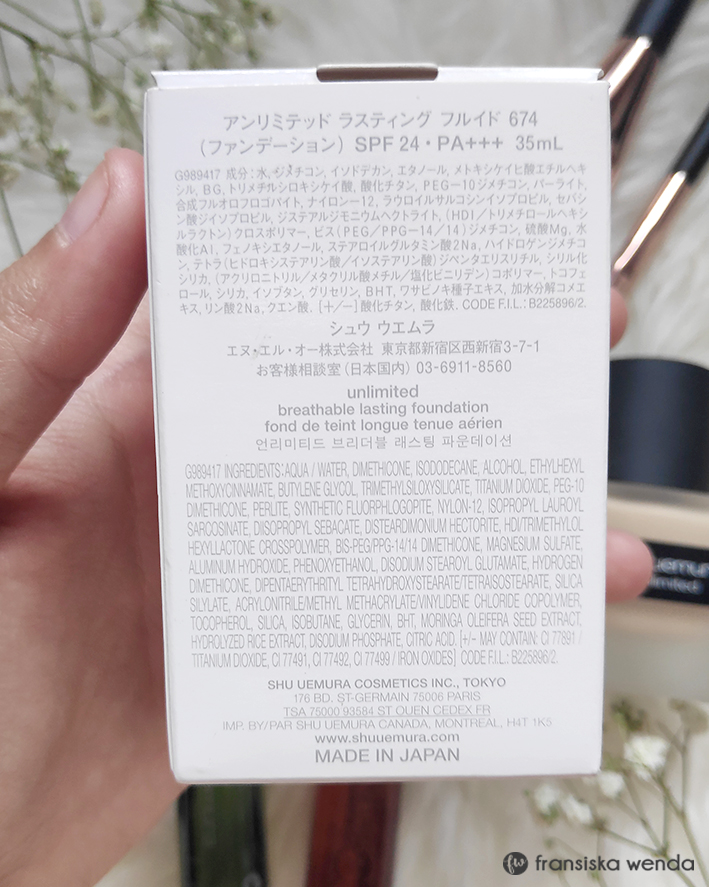 アンリミテッド ラスティング フルイド 674
（ファンデーション） SPF 24・PA+++ 35mL
G989417 成分：水, ジメチコン, イソドデカン, エタノール, メトキシケイヒ酸エチルヘキ
シル, BG, トリメチルシロキシケイ酸, 酸化チタン, PEG－10ジメチコン, パーライト,
合成フルオロフロゴパイト, ナイロン－12, ラウロイルサルコシンイソプロピル, セバシ
ン酸ジイソプロピル, ジステアルジモニウムヘクトライト, （HDI／トリメチロールヘキシ
ルラクトン）クロスポリマー, ビス（PEG／PPG－14／14）ジメチコン, 硫酸Mg, 水
酸化Al, フェノキシエタノール, ステアロイルグルタミン酸2Na, ハイドロゲンジメチコ
ン, テトラ（ヒドロキシステアリン酸／イソステアリン酸）ジペンタエリスリチル, シリル化
シリカ, （アクリロニトリル／メタクリル酸メチル／塩化ビニリデン）コポリマー, トコフェ
ロール, シリカ, イソブタン, グリセリン, BHT, ワサビノキ種子エキス, 加水分解コメエ
キス, リン酸2Na, クエン酸, [＋/－] 酸化チタン, 酸化鉄. CODE F.I.L.: B225896/2.
シュウ ウエムラ
エヌ・エル・オー株式会社 東京都新宿区西新宿3-7-1
お客様相談室（日本国内） 03-6911-8560
unlimited
breathable lasting foundation
fond de teint longue tenue aérien
언리미티드 브리더블 래스팅 파운데이션
G989417 INGREDIENTS: AQUA / WATER, DIMETHICONE, ISODODECANE, ALCOHOL, ETHYLHEXYL
METHOXYCINNAMATE, BUTYLENE GLYCOL, TRIMETHYLSILOXYSILICATE, TITANIUM DIOXIDE, PEG-10
DIMETHICONE, PERLITE, SYNTHETIC FLUORPHLOGOPITE, NYLON-12, ISOPROPYL LAUROYL
SARCOSINATE, DIISOPROPYL SEBACATE, DISTEARDIMONIUM HECTORITE, HDI/TRIMETHYLOL
HEXYLLACTONE CROSSPOLYMER, BIS-PEG/PPG-14/14 DIMETHICONE, MAGNESIUM SULFATE,
ALUMINUM HYDROXIDE, PHENOXYETHANOL, DISODIUM STEAROYL GLUTAMATE, HYDROGEN
DIMETHICONE, DIPENTAERYTHRITYL TETRAHYDROXYSTEARATE/TETRAISOSTEARATE, SILICA
SILYLATE, ACRYLONITRILE/METHYL METHACRYLATE/VINYLIDENE CHLORIDE COPOLYMER,
TOCOPHEROL, SILICA, ISOBUTANE, GLYCERIN, BHT, MORINGA OLEIFERA SEED EXTRACT,
HYDROLYZED RICE EXTRACT, DISODIUM PHOSPHATE, CITRIC ACID. [+/- MAY CONTAIN: CI 77891 /
TITANIUM DIOXIDE, CI 77491, CI 77492, CI 77499 / IRON OXIDES] CODE F.I.L.: B225896/2.
SHU UEMURA COSMETICS INC., TOKYO
176 BD. ST-GERMAIN 75006 PARIS
TSA 75000 93584 ST OUEN CEDEX FR
IMP. BY/PAR SHU UEMURA CANADA, MONTREAL, H4T 1K5
www.shuuemura.com
MADE IN JAPAN
fw fransiska wenda